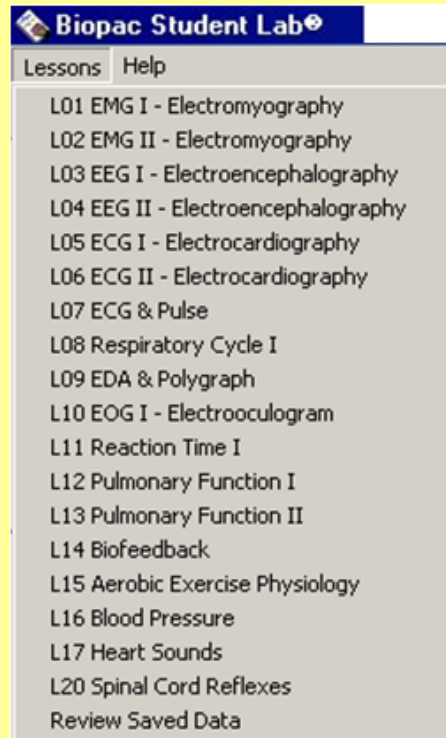 Biopac Student Lab®
Lessons Help
L01 EMG I - Electromyography
L02 EMG II - Electromyography
L03 EEG I - Electroencephalography
L04 EEG II - Electroencephalography
L05 ECG I - Electrocardiography
L06 ECG II - Electrocardiography
L07 ECG & Pulse
L08 Respiratory Cycle I
L09 EDA & Polygraph
L10 EOG I - Electrooculogram
L11 Reaction Time I
L12 Pulmonary Function I
L13 Pulmonary Function II
L14 Biofeedback
L15 Aerobic Exercise Physiology
L16 Blood Pressure
L17 Heart Sounds
L20 Spinal Cord Reflexes
Review Saved Data